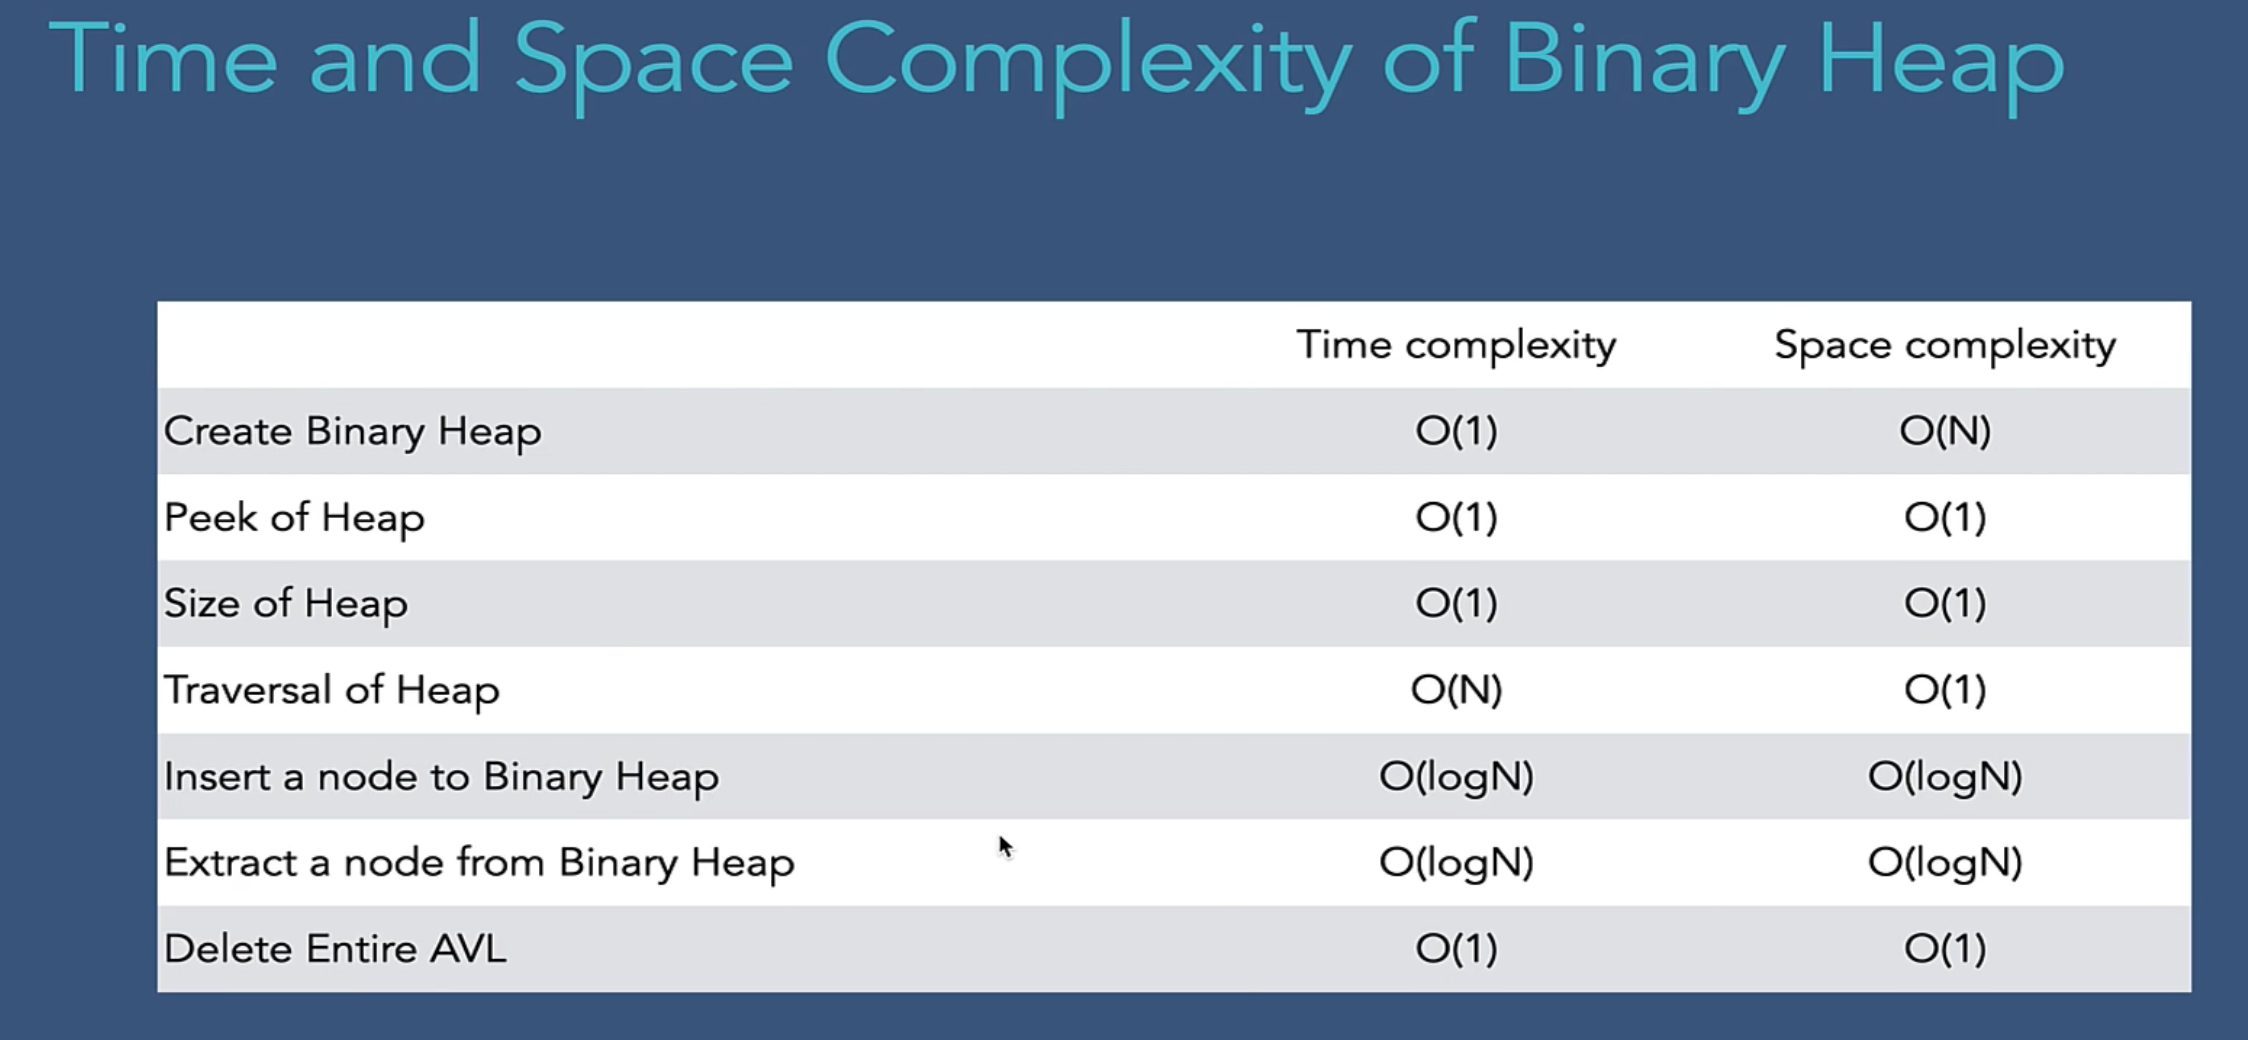 Time and Space Complexity of Binary Heap
Time complexity Space complexity
Create Binary Heap O(1) O(N)
Peek of Heap O(1) O(1)
Size of Heap O(1) O(1)
Traversal of Heap O(N) O(1)
Insert a node to Binary Heap O(logN) O(logN)
Extract a node from Binary Heap O(logN) O(logN)
Delete Entire AVL O(1) O(1)